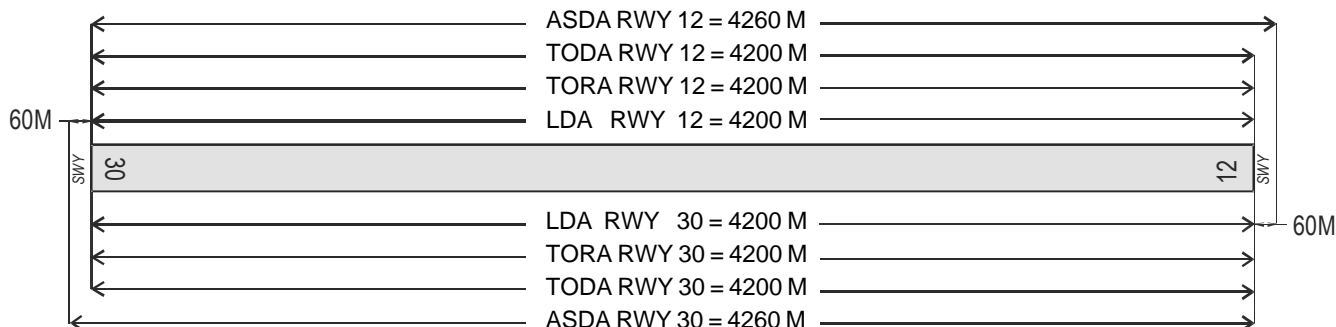 ASDA RWY 12 = 4260 M
TODA RWY 12 = 4200 M
TORA RWY 12 = 4200 M
LDA RWY 12 = 4200 M
60M
SWY
30
12
SWY
LDA RWY 30 = 4200 M
60M
TORA RWY 30 = 4200 M
TODA RWY 30 = 4200 M
ASDA RWY 30 = 4260 M